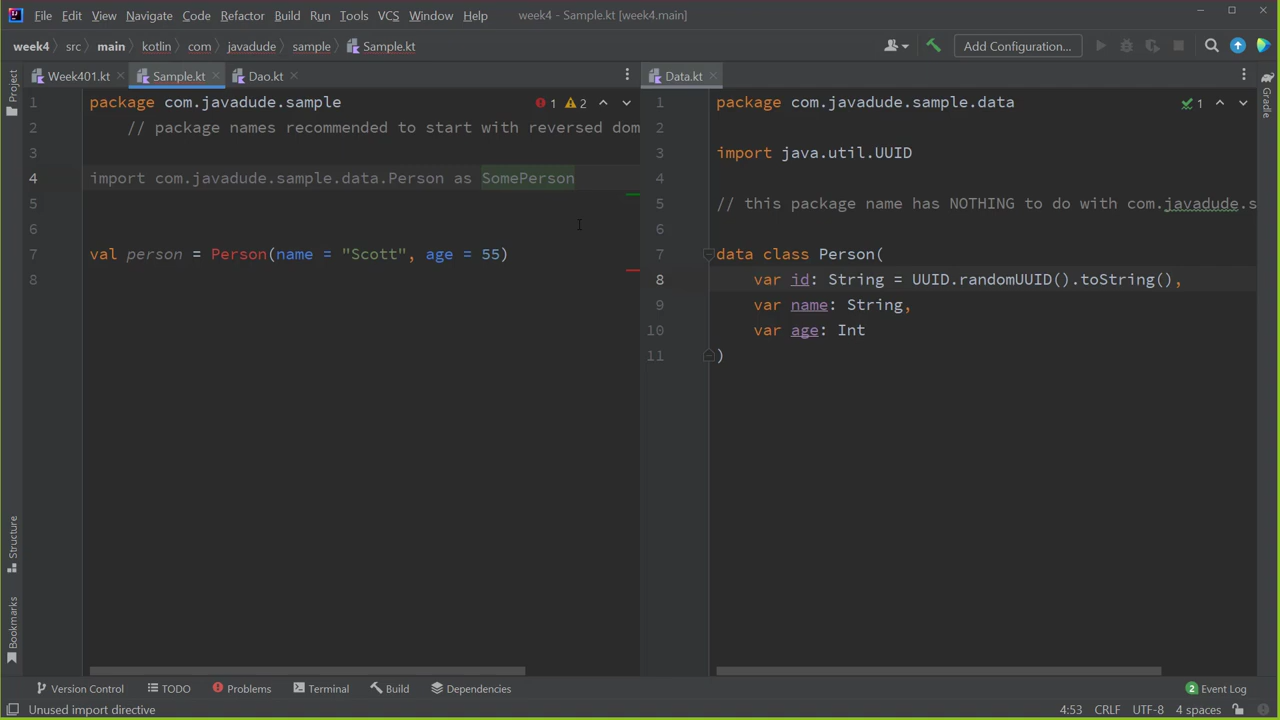 File Edit View Navigate Code Refactor Build Run Tools VCS Window Help week4 - Sample.kt [week4.main]
week4 src main kotlin com javadude sample Sample.kt Add Configuration...
Week401.kt Sample.kt Dao.kt
Data.kt
Project
Structure
Bookmarks
1 package com.javadude.sample 1 2
2 // package names recommended to start with reversed dom
3
4 import com.javadude.sample.data.Person as SomePerson
5
6
7 val person = Person(name = "Scott", age = 55)
8
1 package com.javadude.sample.data 1
2
3 import java.util.UUID
4
5 // this package name has NOTHING to do with com.javadude.s
6
7 data class Person(
8 var id: String = UUID.randomUUID().toString(),
9 var name: String,
10 var age: Int
11 )
Gradle
Version Control TODO Problems Terminal Build Dependencies 2 Event Log
Unused import directive 4:53 CRLF UTF-8 4 spaces